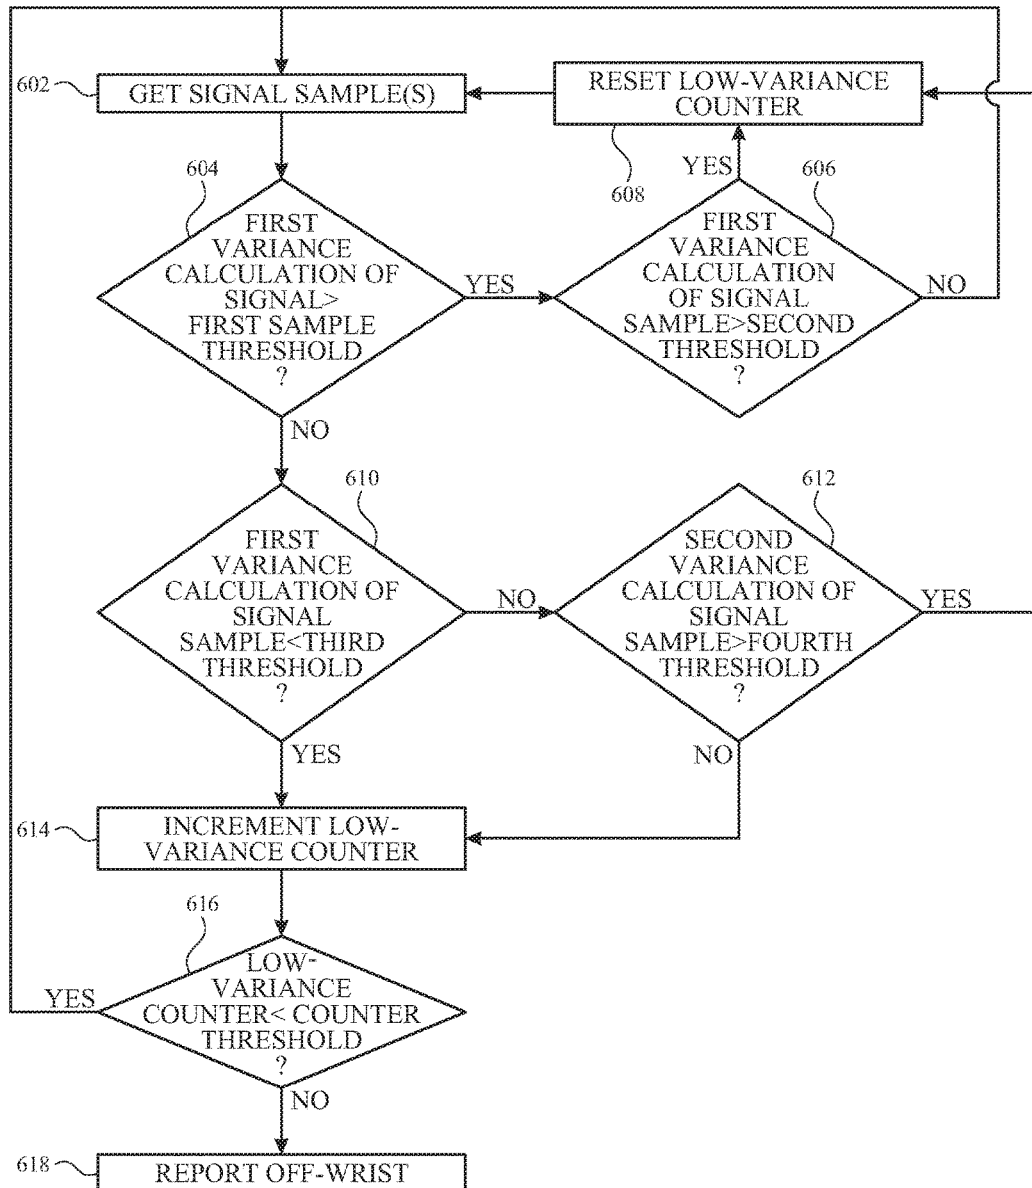 602
GET SIGNAL SAMPLE(S)
RESET LOW-VARIANCE
COUNTER
608
604
FIRST
VARIANCE
CALCULATION OF
SIGNAL>
FIRST SAMPLE
THRESHOLD
?
YES
NO
606
FIRST
VARIANCE
CALCULATION
OF SIGNAL
SAMPLE>SECOND
THRESHOLD
?
YES
NO
610
FIRST
VARIANCE
CALCULATION OF
SIGNAL
SAMPLE<THIRD
THRESHOLD
?
NO
YES
612
SECOND
VARIANCE
CALCULATION OF
SIGNAL
SAMPLE>FOURTH
THRESHOLD
?
YES
NO
614
INCREMENT LOW-
VARIANCE COUNTER
616
LOW-
VARIANCE
COUNTER< COUNTER
THRESHOLD
?
YES
NO
618
REPORT OFF-WRIST